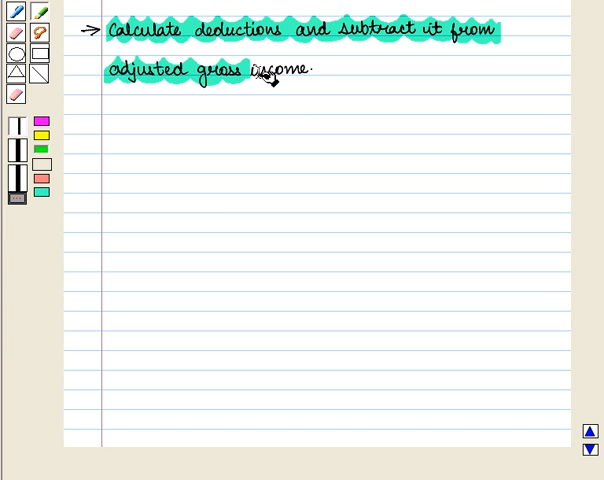 → Calculate deductions and subtract it from
adjusted gross income.